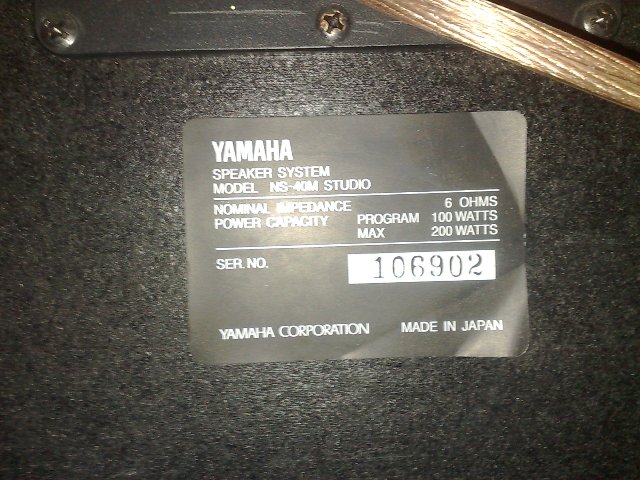 YAMAHA
SPEAKER SYSTEM
MODEL NS-40M STUDIO
NOMINAL IMPEDANCE 6 OHMS
POWER CAPACITY PROGRAM 100 WATTS
MAX 200 WATTS
SER. NO. 106902
YAMAHA CORPORATION MADE IN JAPAN